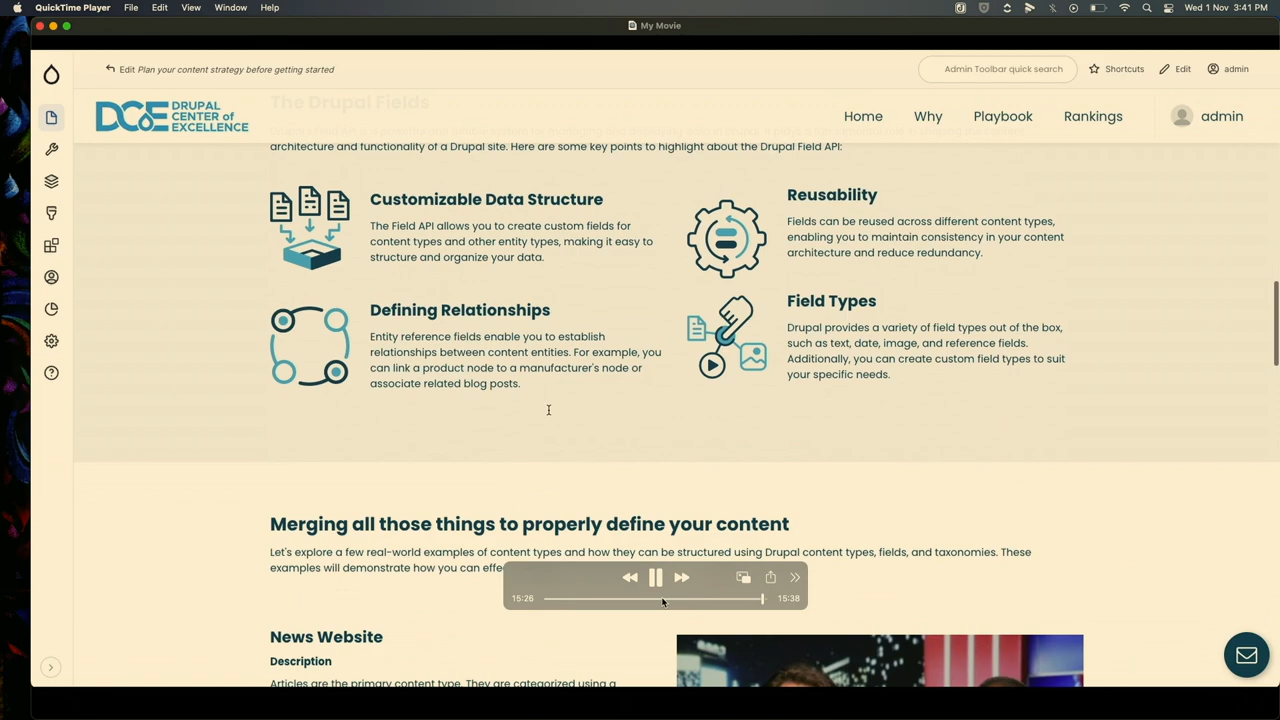 QuickTime Player File Edit View Window Help Wed 1 Nov 3:41 PM
My Movie
Edit Plan your content strategy before getting started
Admin Toolbar quick search
Shortcuts
Edit
admin
DCE DRUPAL
CENTER of
EXCELLENCE
Home Why Playbook Rankings admin
The Drupal Fields
architecture and functionality of a Drupal site. Here are some key points to highlight about the Drupal Field API:
Customizable Data Structure
The Field API allows you to create custom fields for
content types and other entity types, making it easy to
structure and organize your data.
Reusability
Fields can be reused across different content types,
enabling you to maintain consistency in your content
architecture and reduce redundancy.
Defining Relationships
Entity reference fields enable you to establish
relationships between content entities. For example, you
can link a product node to a manufacturer's node or
associate related blog posts.
Field Types
Drupal provides a variety of field types out of the box,
such as text, date, image, and reference fields.
Additionally, you can create custom field types to suit
your specific needs.
Merging all those things to properly define your content
Let's explore a few real-world examples of content types and how they can be structured using Drupal content types, fields, and taxonomies. These
examples will demonstrate how you can effe
15:26
15:38
News Website
Description
Articles are the primary content type. They are categorized using a